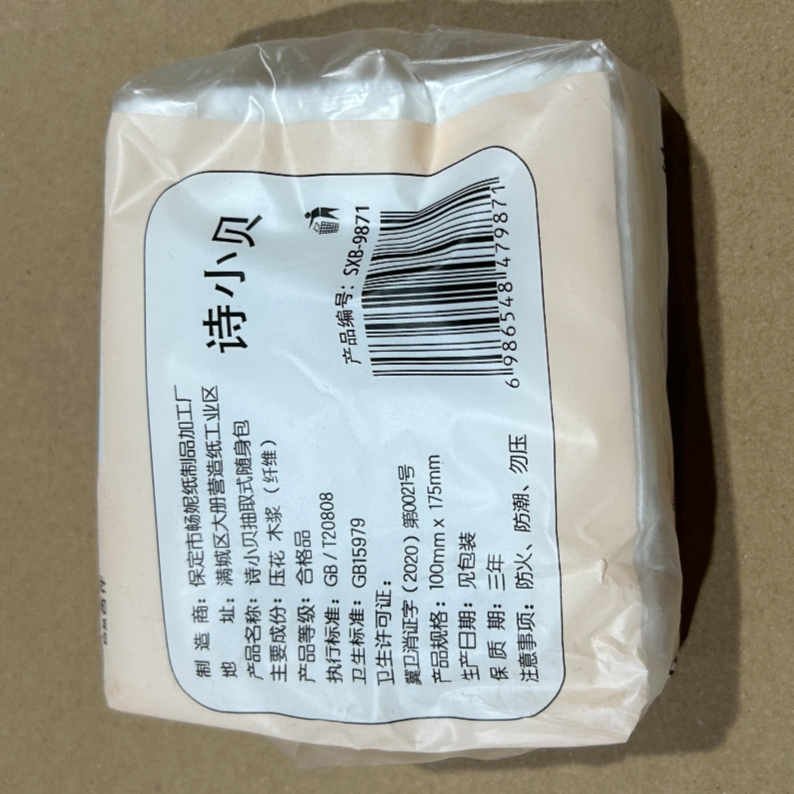 诗小贝
产品编号：SXB-9871
6 986548 479871
制 造 商：保定市畅妮纸制品加工厂
地 址：满城区大册营造纸工业区
产品名称：诗小贝抽取式随身包
主要成份：压花 木浆（纤维）
产品等级：合格品
执行标准：GB / T20808
卫生标准：GB15979
卫生许可证：
冀卫消证字（2020）第0021号
产品规格：100mm x 175mm
生产日期：见包装
保 质 期：三年
注意事项：防火、防潮、勿压